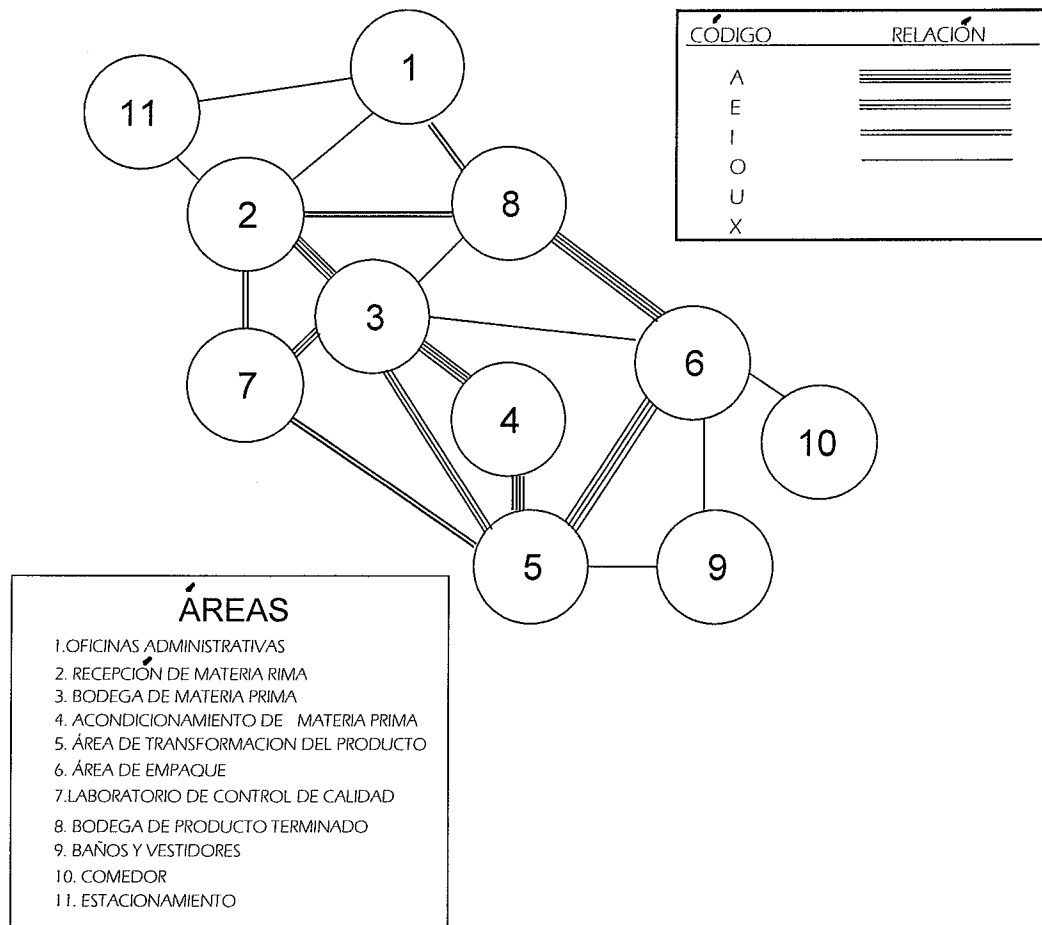 CÓDIGO RELACIÓN
A
E
I
O
U
X
1
11
2
8
3
6
7
4
10
5
9
ÁREAS
1.OFICINAS ADMINISTRATIVAS
2. RECEPCIÓN DE MATERIA RIMA
3. BODEGA DE MATERIA PRIMA
4. ACONDICIONAMIENTO DE MATERIA PRIMA
5. ÁREA DE TRANSFORMACION DEL PRODUCTO
6. ÁREA DE EMPAQUE
7.LABORATORIO DE CONTROL DE CALIDAD
8. BODEGA DE PRODUCTO TERMINADO
9. BAÑOS Y VESTIDORES
10. COMEDOR
11. ESTACIONAMIENTO